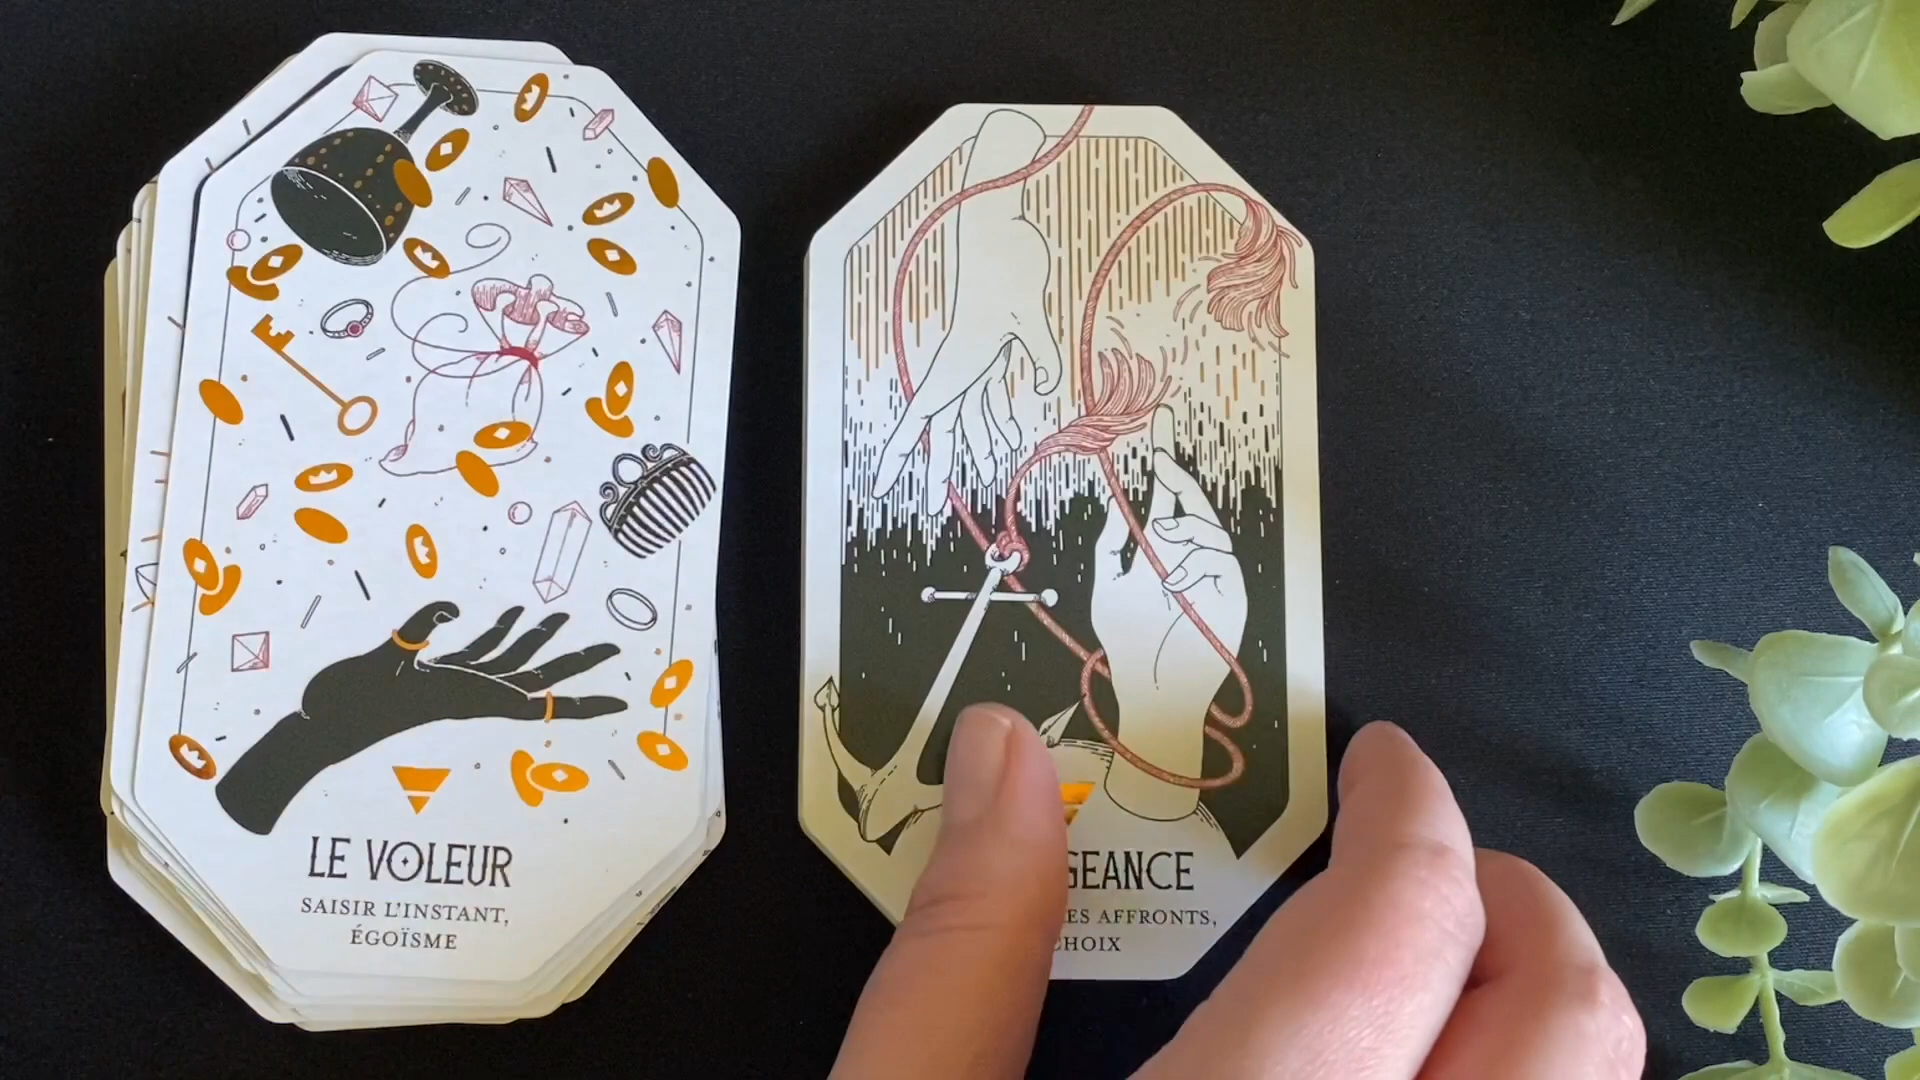 LE VOLEUR
SAISIR L'INSTANT,
ÉGOÏSME
GEANCE
ES AFFRONTS,
CHOIX